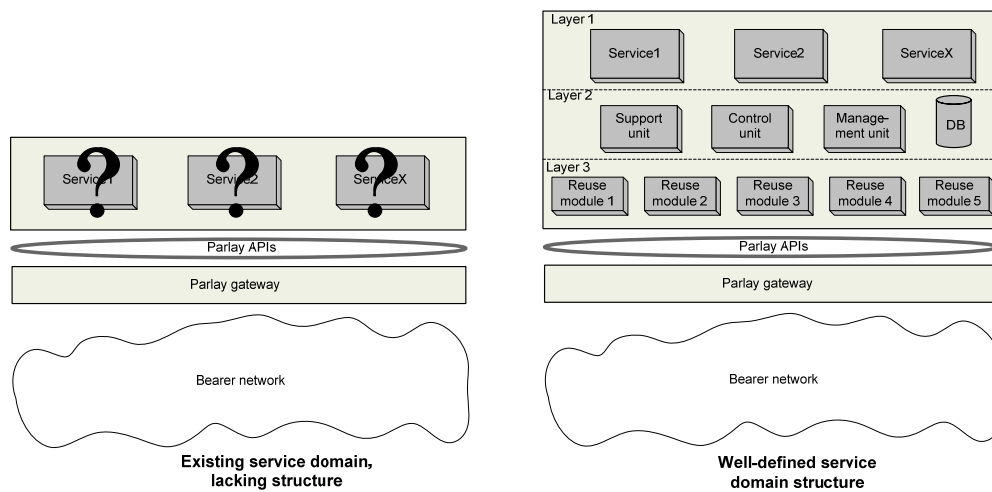 Service1
Service2
ServiceX
?
?
?
Parlay APIs
Parlay gateway
Bearer network
Existing service domain,
lacking structure
Layer 1
Service1
Service2
ServiceX
Layer 2
Support
unit
Control
unit
Manage-
ment unit
DB
Layer 3
Reuse
module 1
Reuse
module 2
Reuse
module 3
Reuse
module 4
Reuse
module 5
Parlay APIs
Parlay gateway
Bearer network
Well-defined service
domain structure